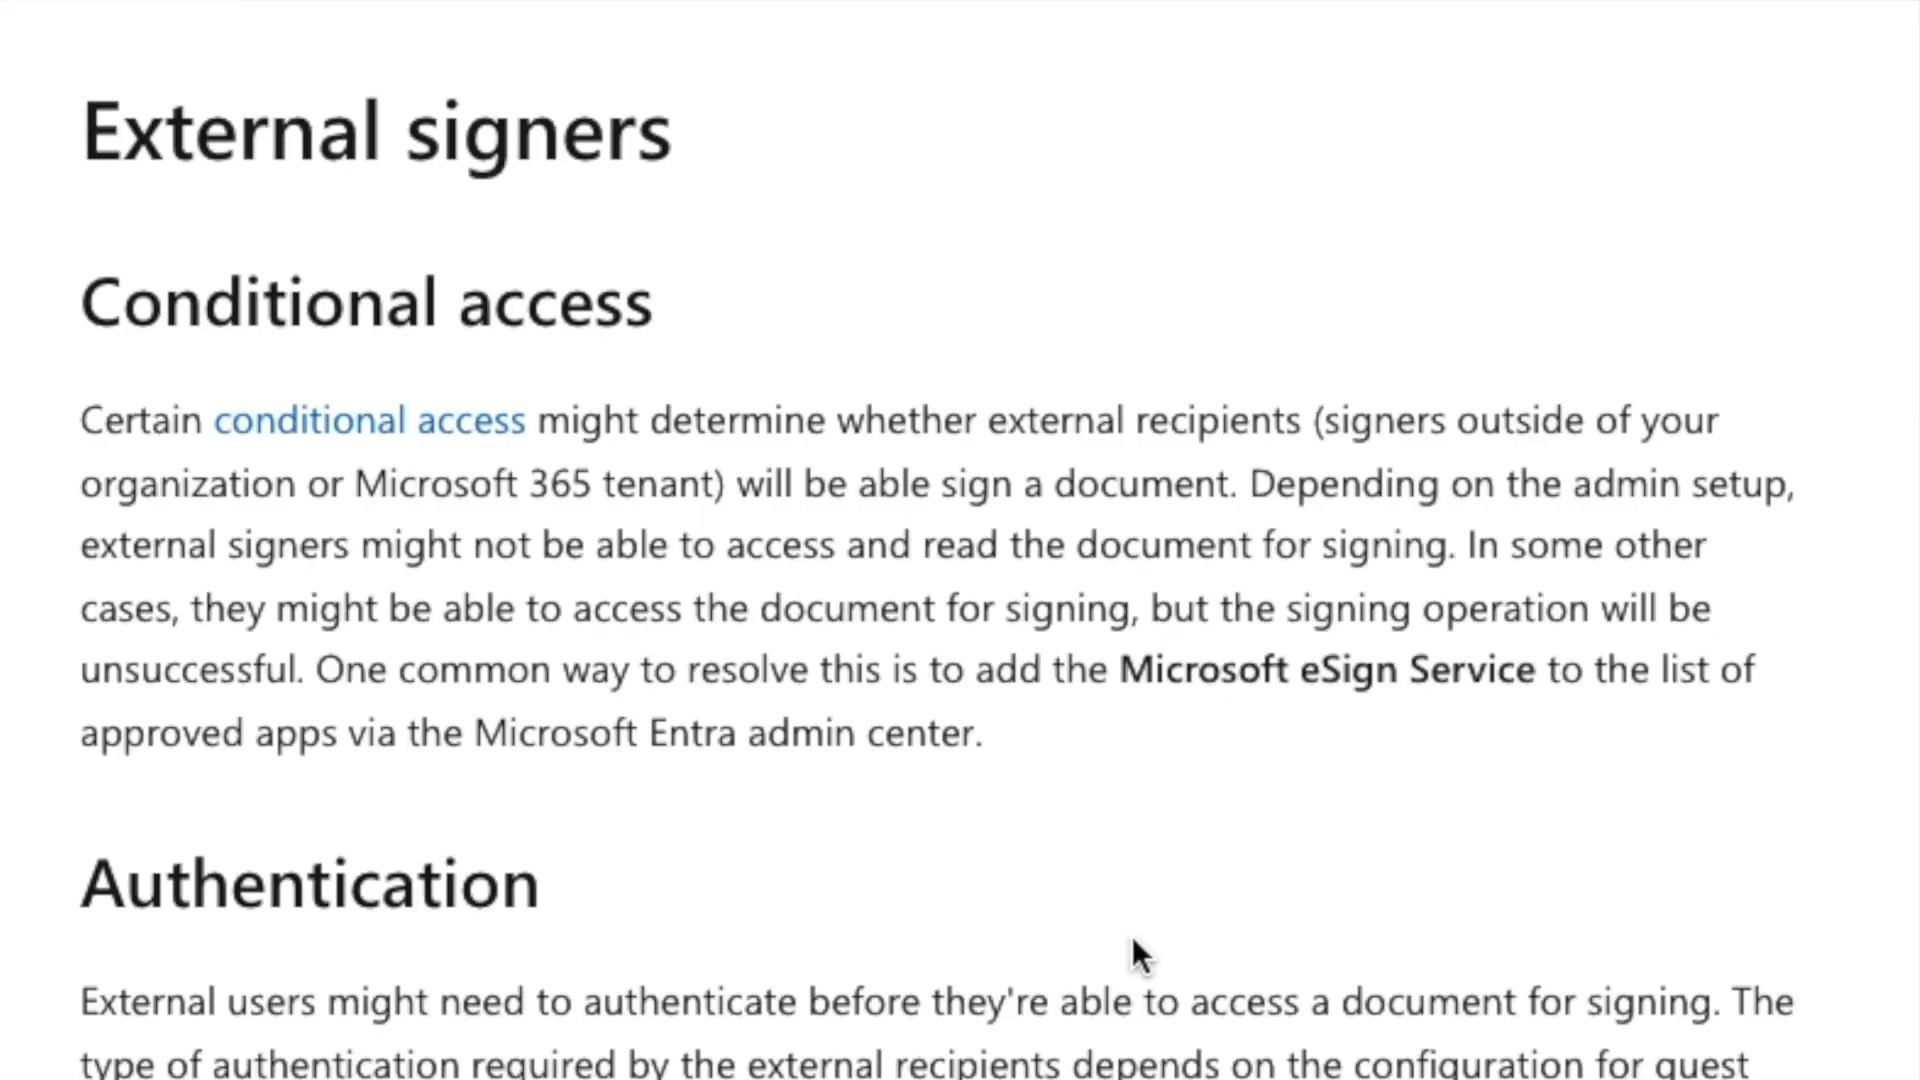 External signers
Conditional access
Certain conditional access might determine whether external recipients (signers outside of your
organization or Microsoft 365 tenant) will be able sign a document. Depending on the admin setup,
external signers might not be able to access and read the document for signing. In some other
cases, they might be able to access the document for signing, but the signing operation will be
unsuccessful. One common way to resolve this is to add the Microsoft eSign Service to the list of
approved apps via the Microsoft Entra admin center.
Authentication
External users might need to authenticate before they're able to access a document for signing. The
type of authentication required by the external recipients depends on the configuration for guest